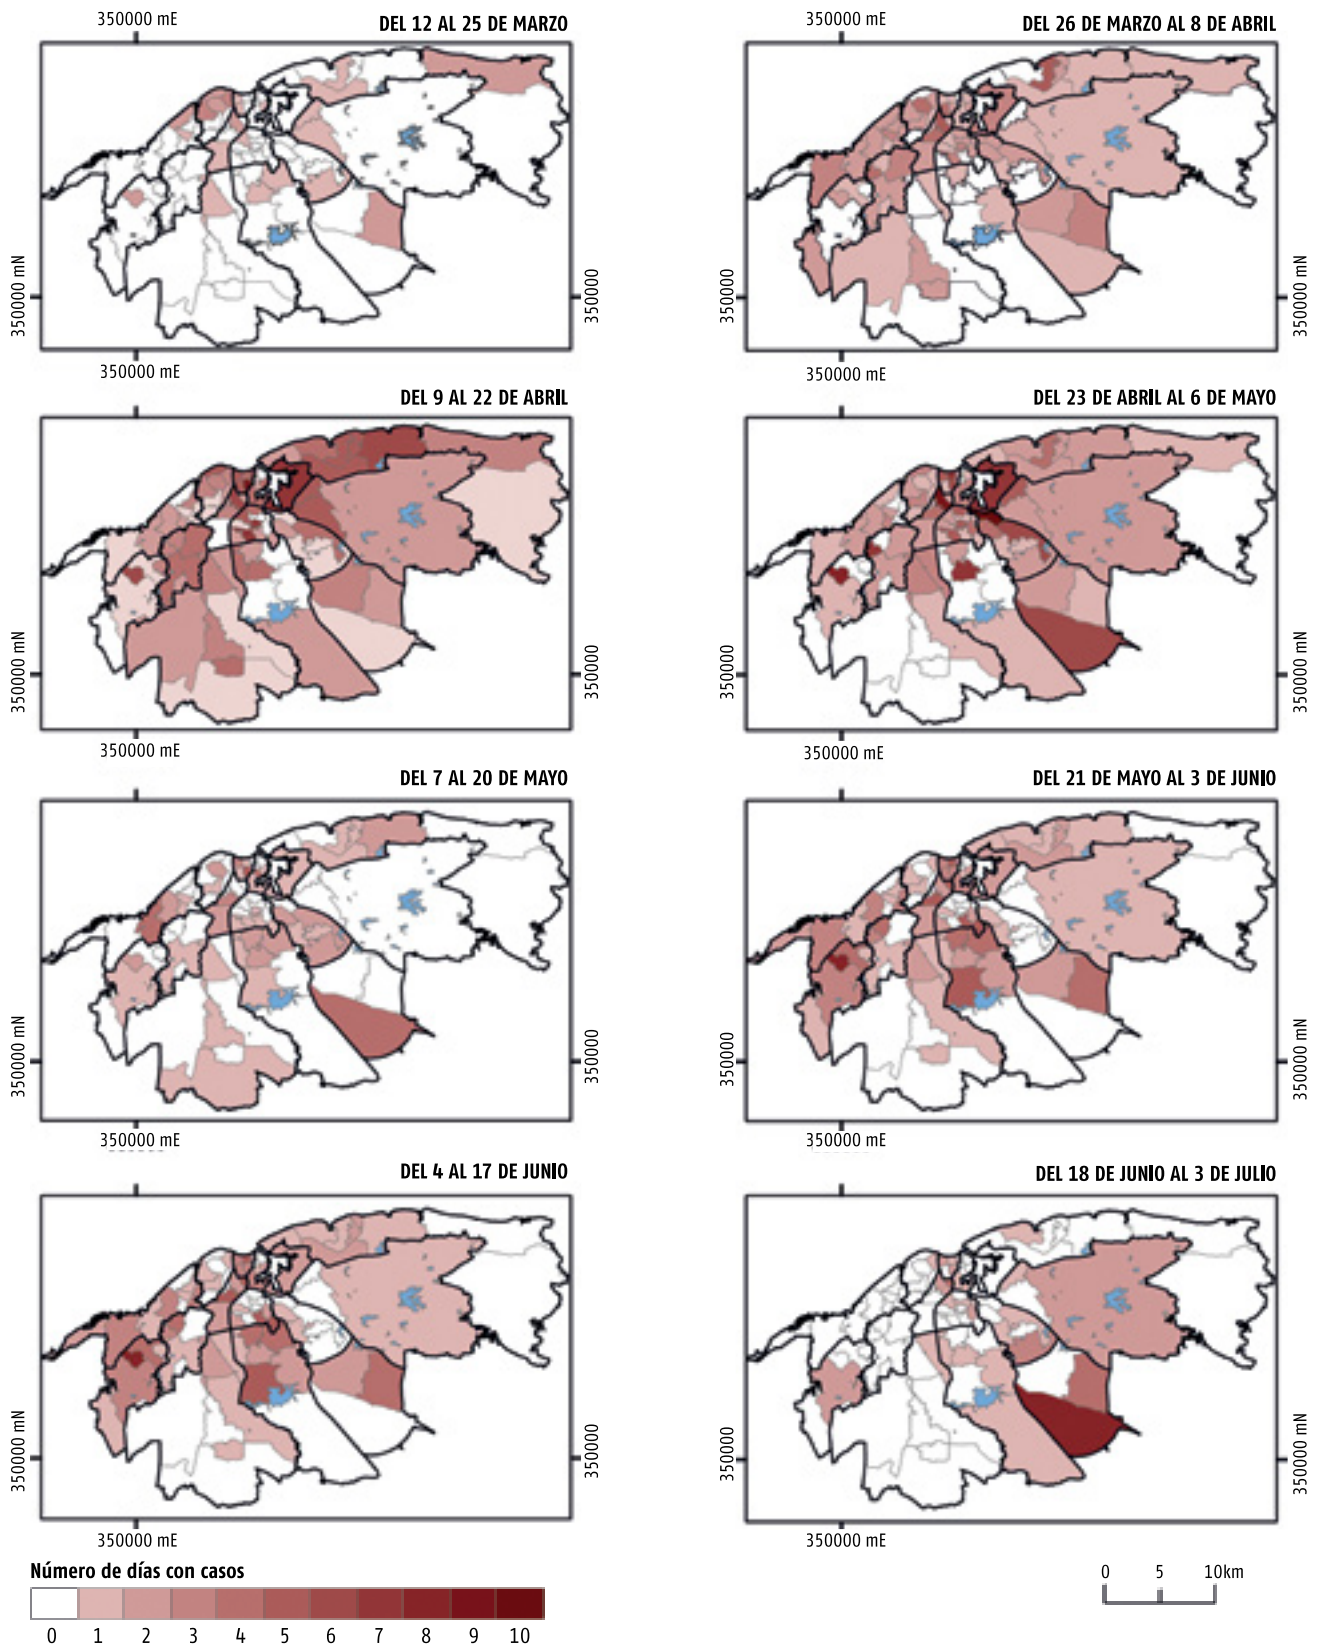 350000 mE
DEL 12 AL 25 DE MARZO
350000 mN
350000
350000 mE
350000 mE
DEL 26 DE MARZO AL 8 DE ABRIL
350000
350000 mN
350000 mE
DEL 9 AL 22 DE ABRIL
350000 mN
350000
350000 mE
DEL 23 DE ABRIL AL 6 DE MAYO
350000
350000 mN
350000 mE
DEL 7 AL 20 DE MAYO
350000 mN
350000
350000 mE
DEL 21 DE MAYO AL 3 DE JUNIO
350000
350000 mN
350000 mE
DEL 4 AL 17 DE JUNIO
350000 mN
350000
350000 mE
DEL 18 DE JUNIO AL 3 DE JULIO
350000
350000 mN
350000 mE
Número de días con casos
0 1 2 3 4 5 6 7 8 9 10
0 5 10km